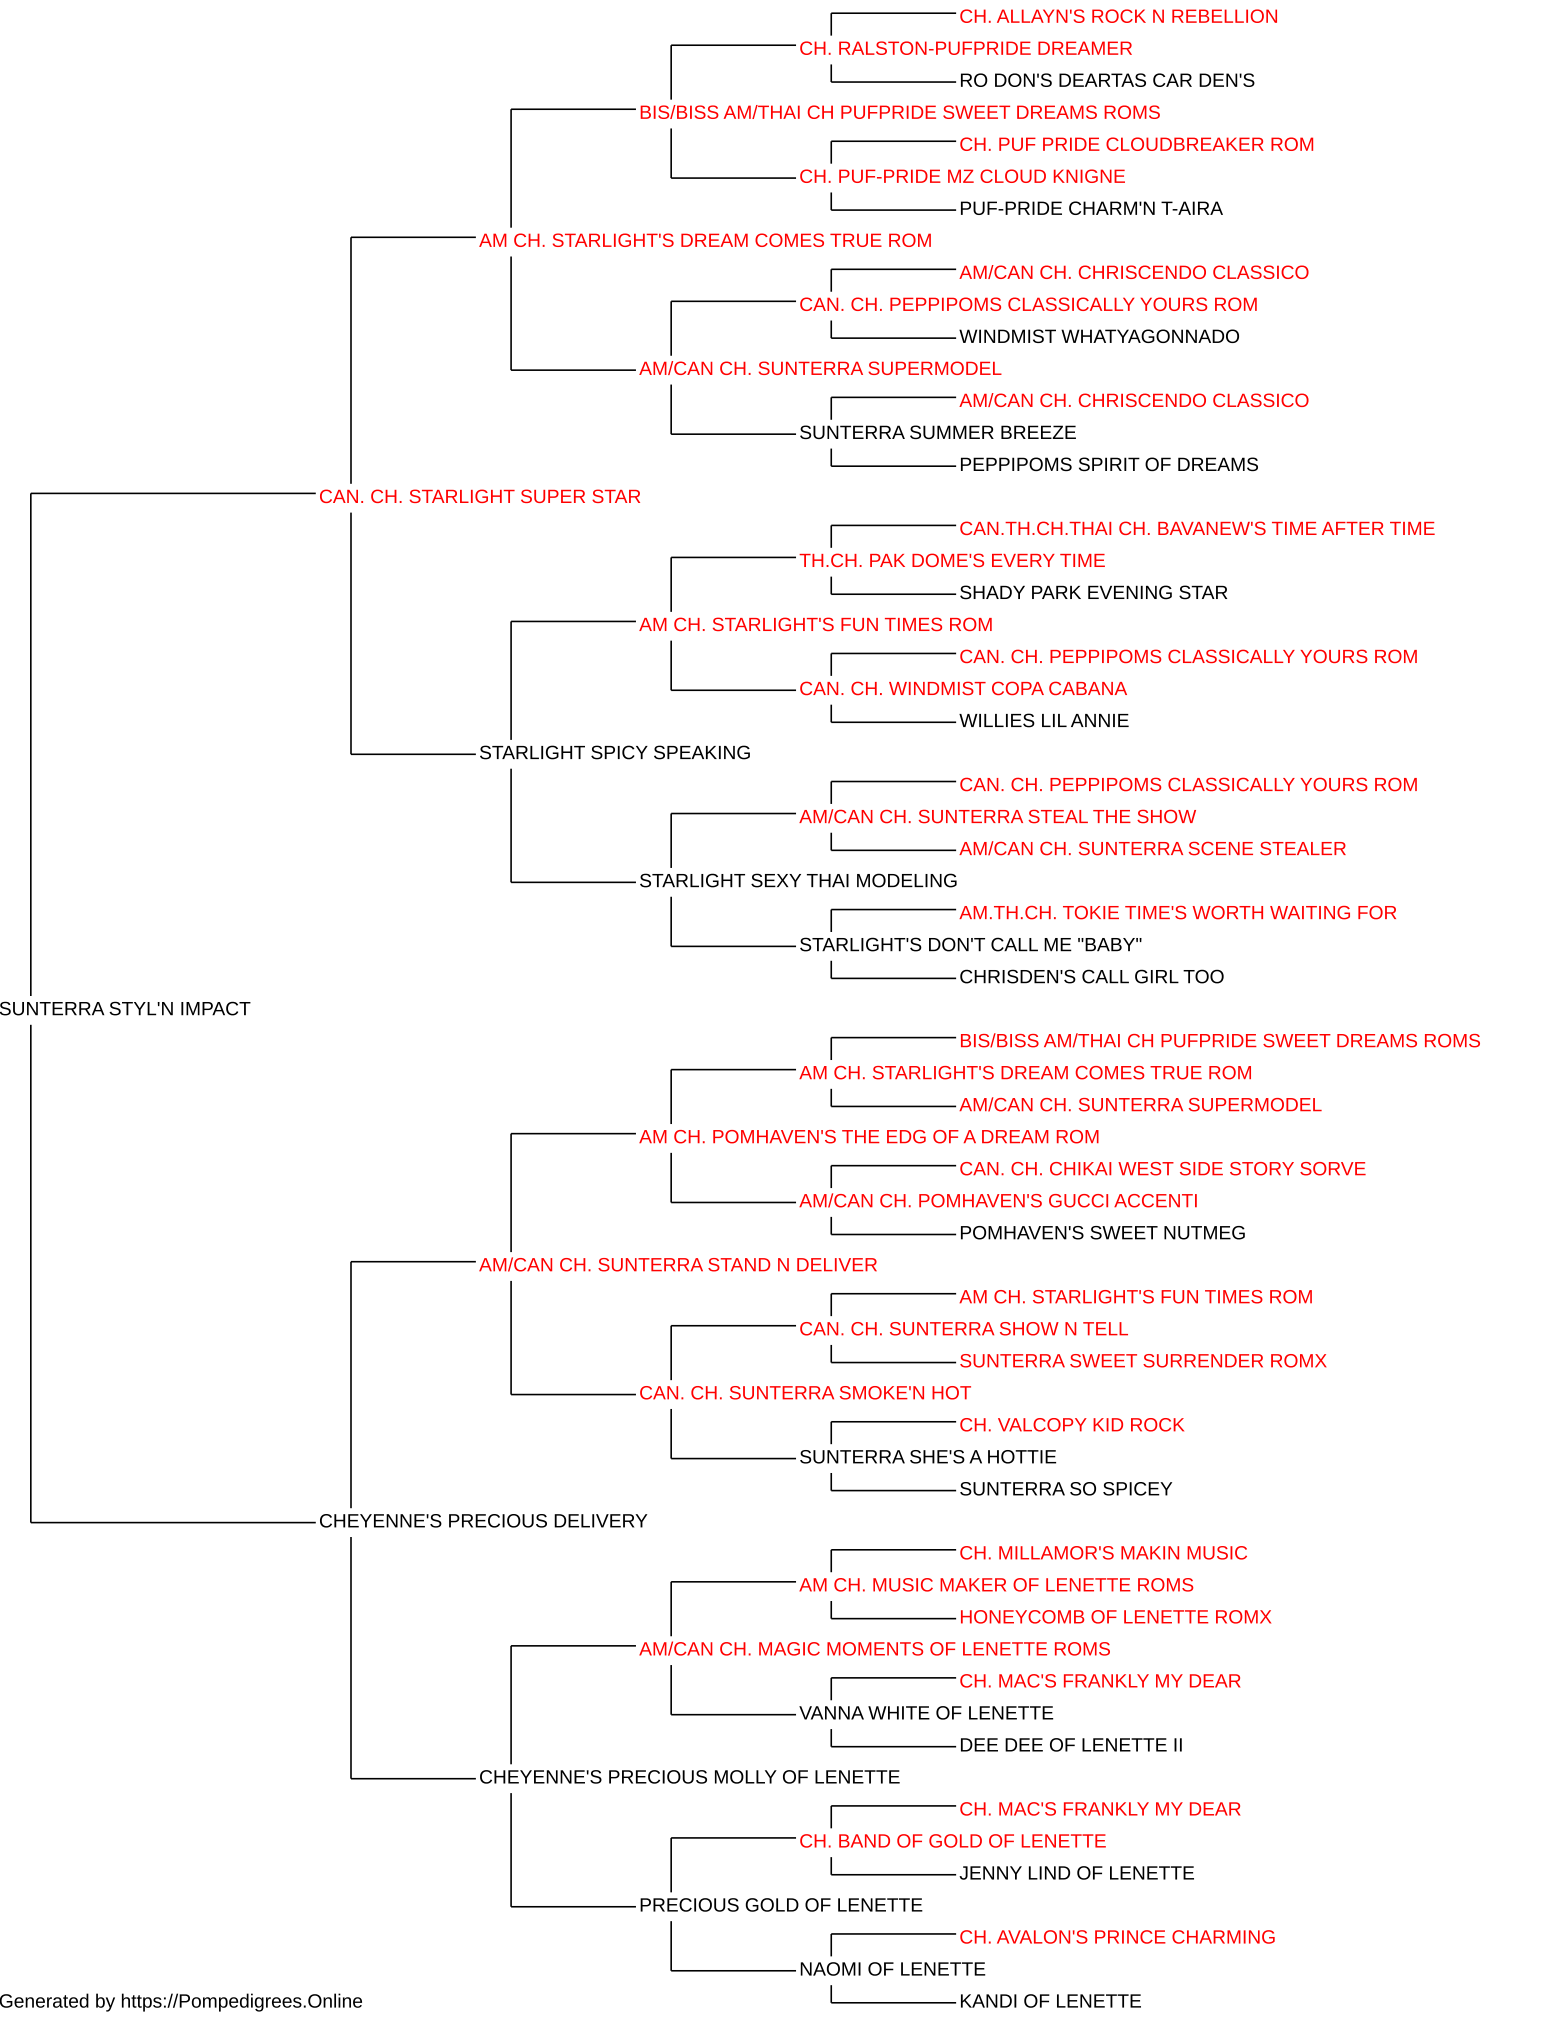 CH. ALLAYN'S ROCK N REBELLION
CH. RALSTON-PUFPRIDE DREAMER
RO DON'S DEARTAS CAR DEN'S
BIS/BISS AM/THAI CH PUFPRIDE SWEET DREAMS ROMS
CH. PUF PRIDE CLOUDBREAKER ROM
CH. PUF-PRIDE MZ CLOUD KNIGNE
PUF-PRIDE CHARM'N T-AIRA
AM CH. STARLIGHT'S DREAM COMES TRUE ROM
AM/CAN CH. CHRISCENDO CLASSICO
CAN. CH. PEPPIPOMS CLASSICALLY YOURS ROM
WINDMIST WHATYAGONNADO
AM/CAN CH. SUNTERRA SUPERMODEL
AM/CAN CH. CHRISCENDO CLASSICO
SUNTERRA SUMMER BREEZE
PEPPIPOMS SPIRIT OF DREAMS
CAN. CH. STARLIGHT SUPER STAR
CAN.TH.CH.THAI CH. BAVANEW'S TIME AFTER TIME
TH.CH. PAK DOME'S EVERY TIME
SHADY PARK EVENING STAR
AM CH. STARLIGHT'S FUN TIMES ROM
CAN. CH. PEPPIPOMS CLASSICALLY YOURS ROM
CAN. CH. WINDMIST COPA CABANA
WILLIES LIL ANNIE
STARLIGHT SPICY SPEAKING
CAN. CH. PEPPIPOMS CLASSICALLY YOURS ROM
AM/CAN CH. SUNTERRA STEAL THE SHOW
AM/CAN CH. SUNTERRA SCENE STEALER
STARLIGHT SEXY THAI MODELING
AM.TH.CH. TOKIE TIME'S WORTH WAITING FOR
STARLIGHT'S DON'T CALL ME "BABY"
CHRISDEN'S CALL GIRL TOO
SUNTERRA STYL'N IMPACT
BIS/BISS AM/THAI CH PUFPRIDE SWEET DREAMS ROMS
AM CH. STARLIGHT'S DREAM COMES TRUE ROM
AM/CAN CH. SUNTERRA SUPERMODEL
AM CH. POMHAVEN'S THE EDG OF A DREAM ROM
CAN. CH. CHIKAI WEST SIDE STORY SORVE
AM/CAN CH. POMHAVEN'S GUCCI ACCENTI
POMHAVEN'S SWEET NUTMEG
AM/CAN CH. SUNTERRA STAND N DELIVER
AM CH. STARLIGHT'S FUN TIMES ROM
CAN. CH. SUNTERRA SHOW N TELL
SUNTERRA SWEET SURRENDER ROMX
CAN. CH. SUNTERRA SMOKE'N HOT
CH. VALCOPY KID ROCK
SUNTERRA SHE'S A HOTTIE
SUNTERRA SO SPICEY
CHEYENNE'S PRECIOUS DELIVERY
CH. MILLAMOR'S MAKIN MUSIC
AM CH. MUSIC MAKER OF LENETTE ROMS
HONEYCOMB OF LENETTE ROMX
AM/CAN CH. MAGIC MOMENTS OF LENETTE ROMS
CH. MAC'S FRANKLY MY DEAR
VANNA WHITE OF LENETTE
DEE DEE OF LENETTE II
CHEYENNE'S PRECIOUS MOLLY OF LENETTE
CH. MAC'S FRANKLY MY DEAR
CH. BAND OF GOLD OF LENETTE
JENNY LIND OF LENETTE
PRECIOUS GOLD OF LENETTE
CH. AVALON'S PRINCE CHARMING
NAOMI OF LENETTE
KANDI OF LENETTE
Generated by https://Pompedigrees.Online